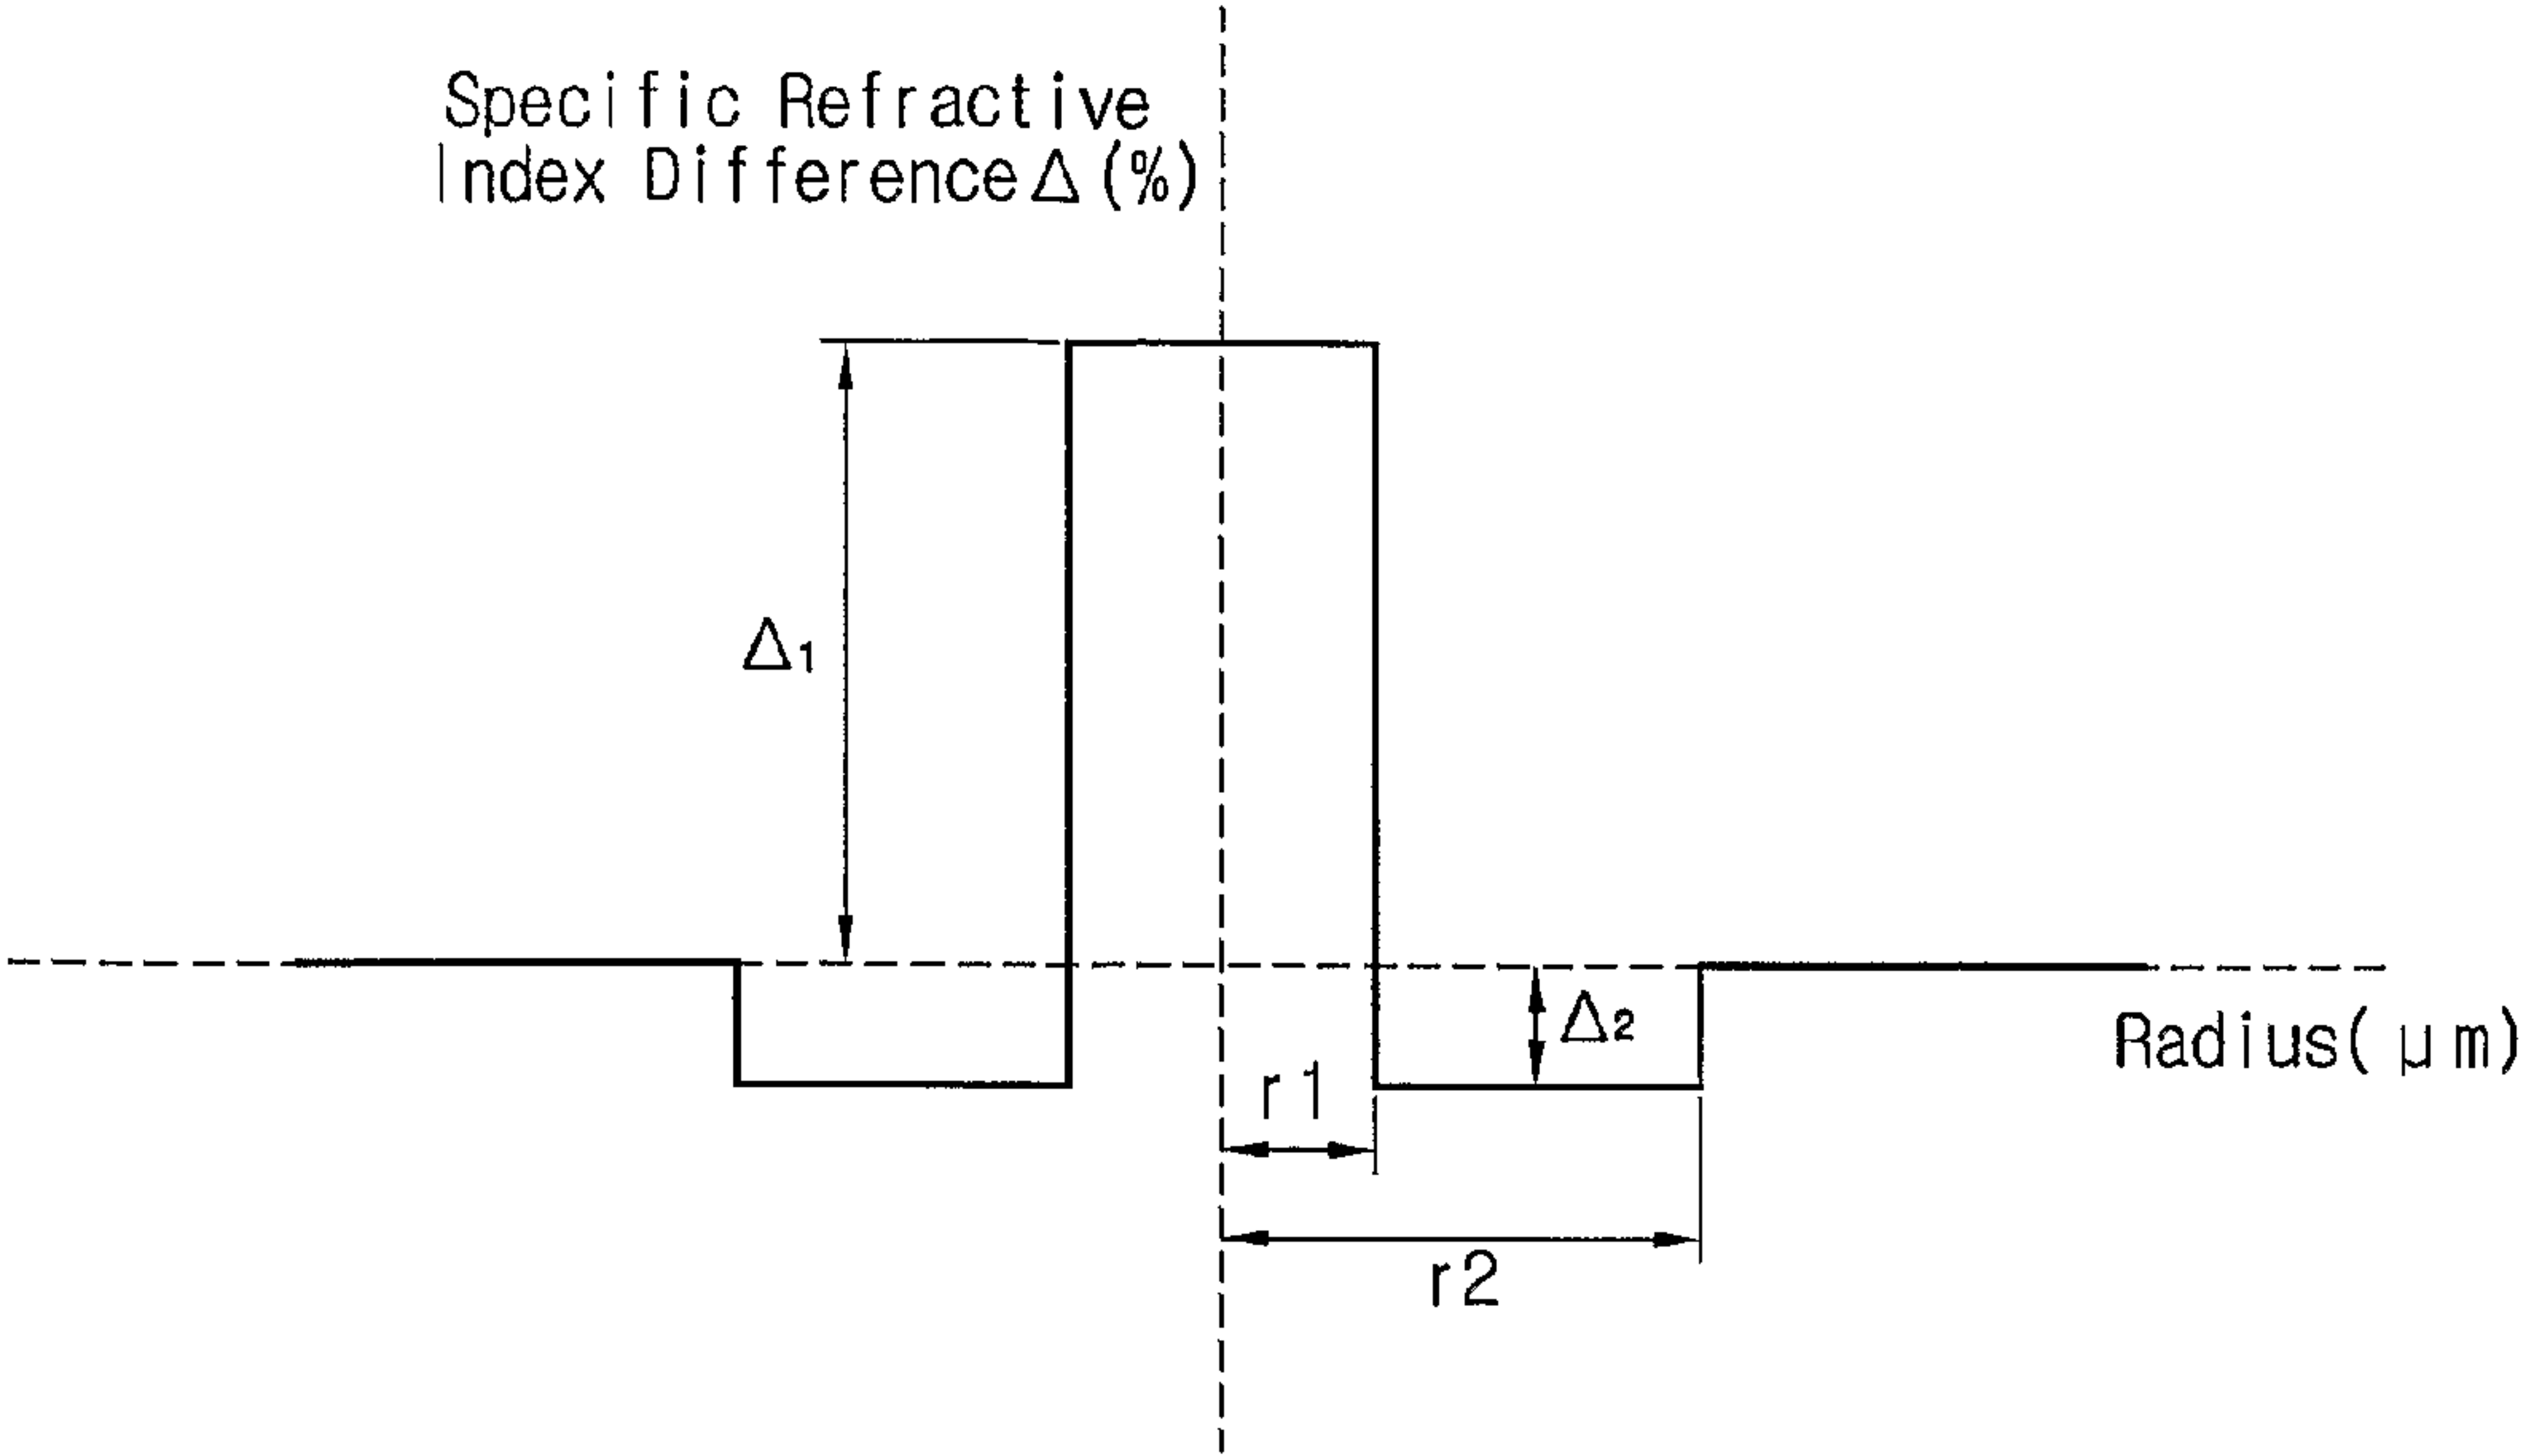 Specific Refractive
Index Difference Δ (%)
Δ1
Δ2
Radius( μm)
r1
r2